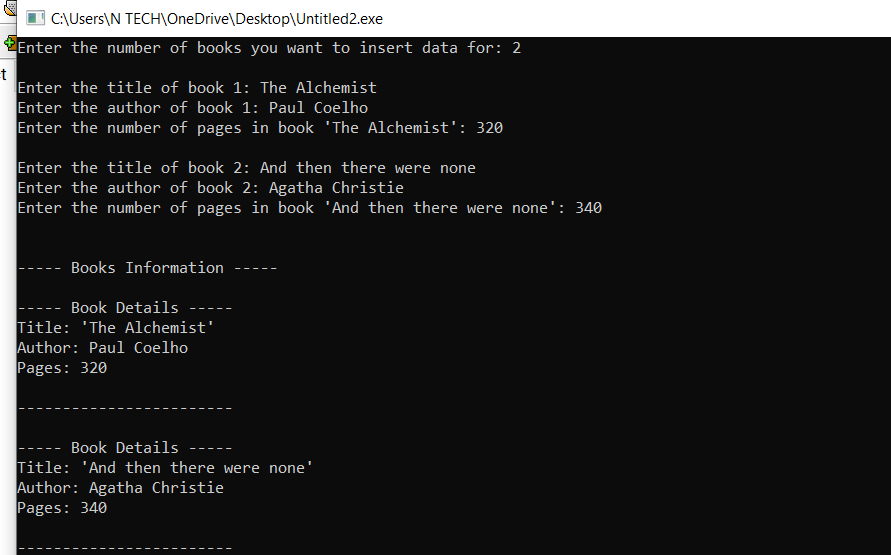 C:\Users\N TECH\OneDrive\Desktop\Untitled2.exe
Enter the number of books you want to insert data for: 2
Enter the title of book 1: The Alchemist
Enter the author of book 1: Paul Coelho
Enter the number of pages in book 'The Alchemist': 320
Enter the title of book 2: And then there were none
Enter the author of book 2: Agatha Christie
Enter the number of pages in book 'And then there were none': 340
----- Books Information -----
----- Book Details -----
Title: 'The Alchemist'
Author: Paul Coelho
Pages: 320
------------------------
----- Book Details -----
Title: 'And then there were none'
Author: Agatha Christie
Pages: 340
------------------------